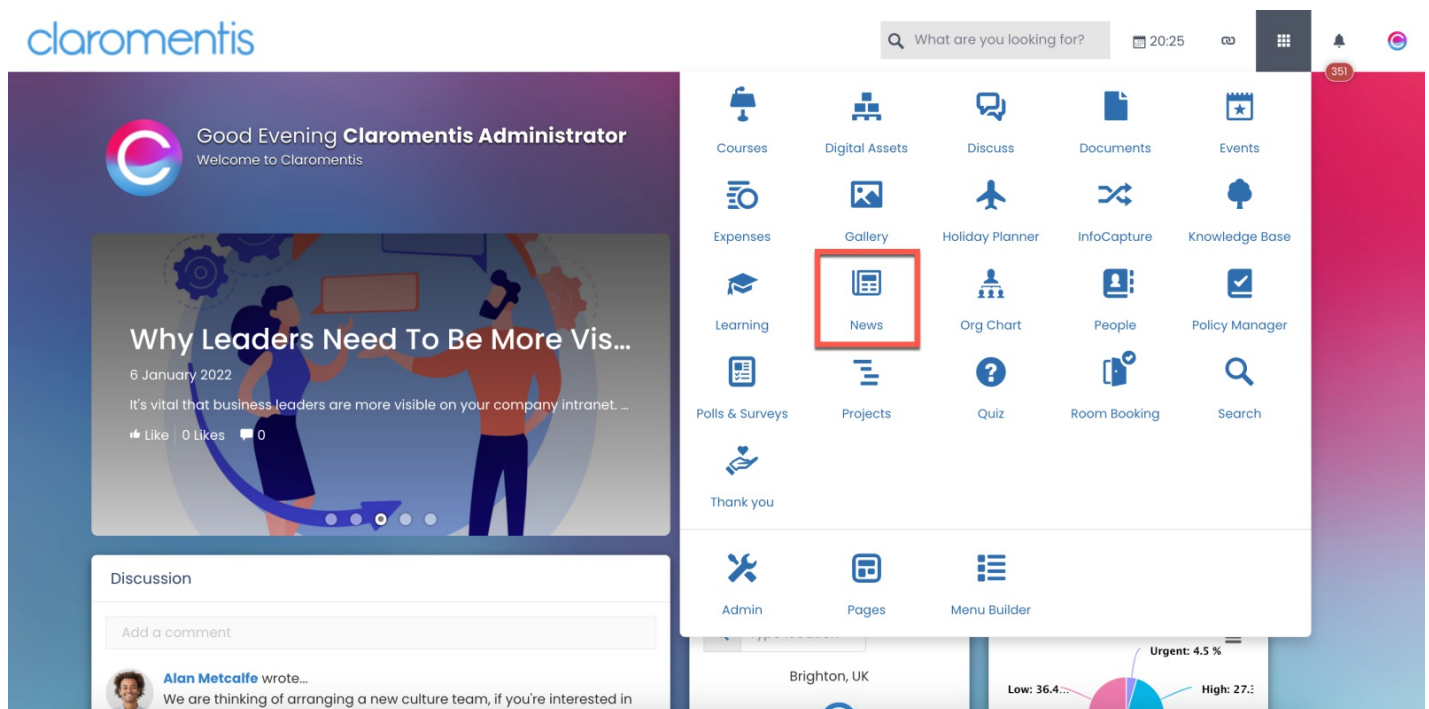 claromentis
What are you looking for?
20:25
351
Good Evening Claromentis Administrator
Welcome to Claromentis
Courses
Digital Assets
Discuss
Documents
Events
Expenses
Gallery
Holiday Planner
InfoCapture
Knowledge Base
Learning
News
Org Chart
People
Policy Manager
Polls & Surveys
Projects
Quiz
Room Booking
Search
Thank you
Admin
Pages
Menu Builder
Why Leaders Need To Be More Vis...
6 January 2022
It's vital that business leaders are more visible on your company intranet. ...
Like 0 Likes 0
Discussion
Add a comment
Alan Metcalfe wrote...
We are thinking of arranging a new culture team, if you're interested in
Brighton, UK
Urgent: 4.5 %
Low: 36.4...
High: 27.